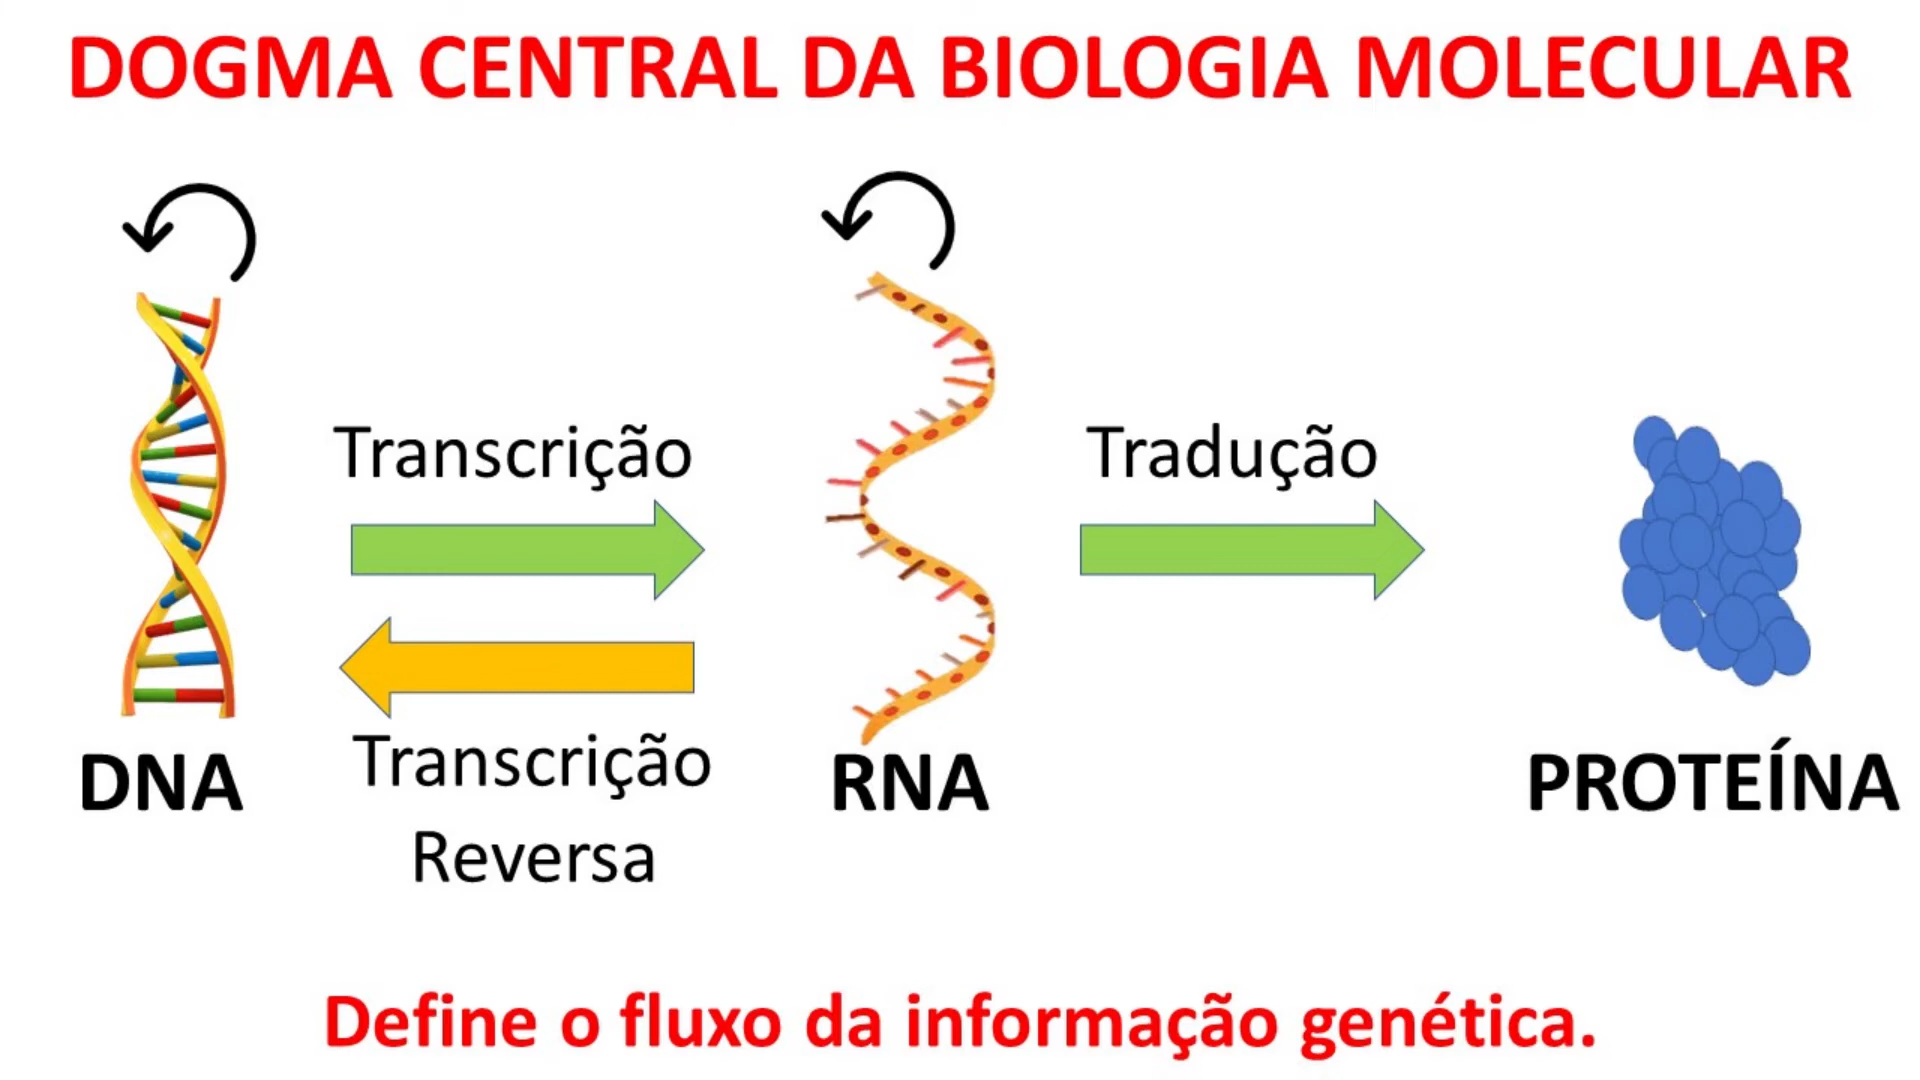 DOGMA CENTRAL DA BIOLOGIA MOLECULAR
Transcrição
Tradução
DNA
Transcrição
Reversa
RNA
PROTEÍNA
Define o fluxo da informação genética.